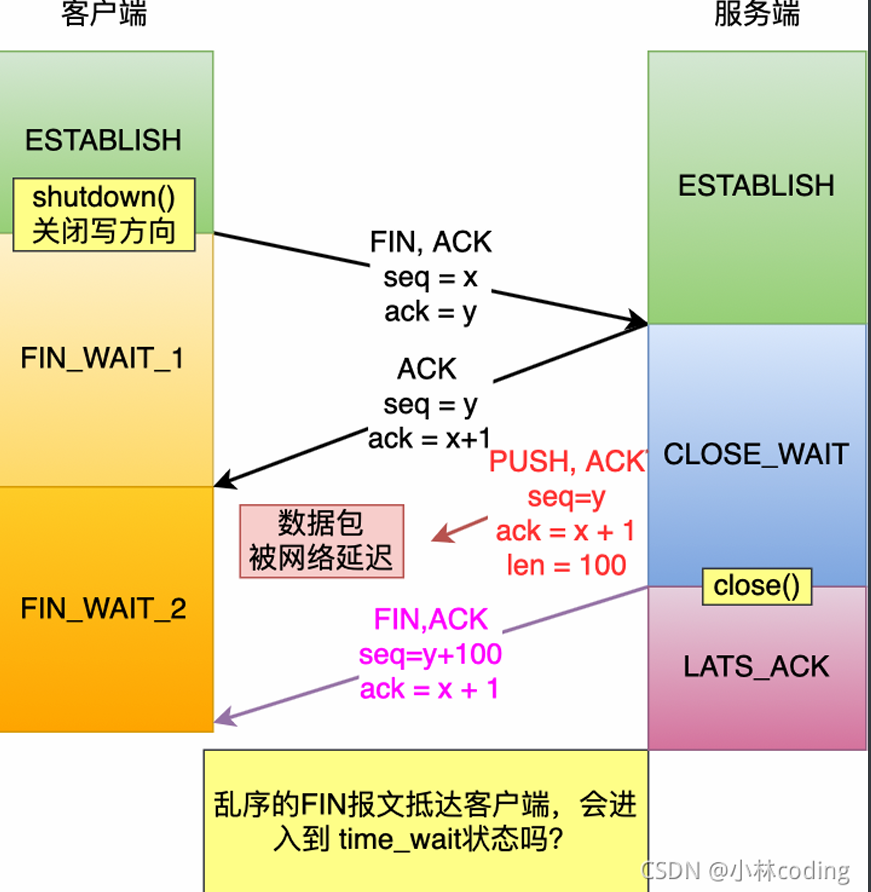 客户端
服务端
ESTABLISH
ESTABLISH
shutdown()
关闭写方向
FIN, ACK
seq = x
ack = y
FIN_WAIT_1
ACK
seq = y
ack = x+1
CLOSE_WAIT
PUSH, ACK
seq=y
ack = x + 1
len = 100
数据包
被网络延迟
close()
FIN_WAIT_2
FIN,ACK
seq=y+100
ack = x + 1
LATS_ACK
乱序的FIN报文抵达客户端，会进
入到 time_wait状态吗？
CSDN @小林coding